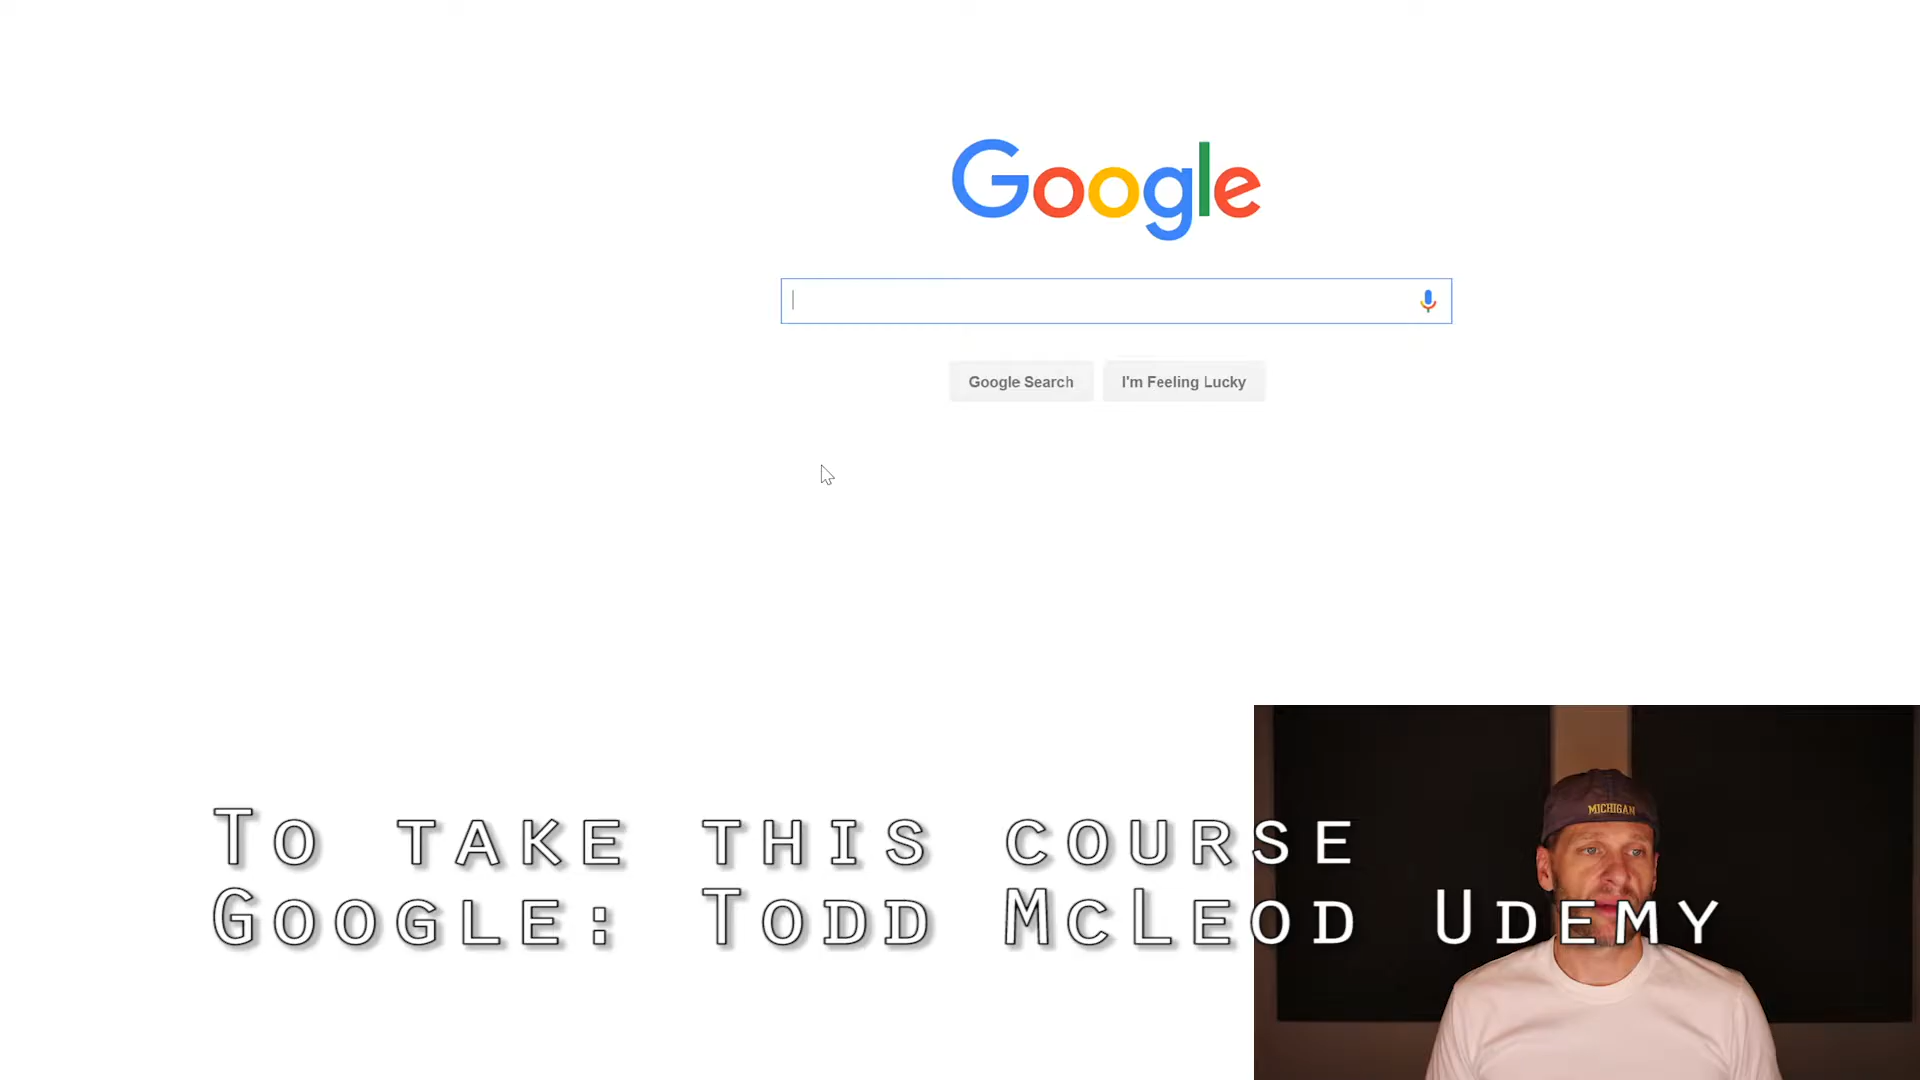 Google
Google Search
I'm Feeling Lucky
MICHIGAN
To take this course
Google: Todd McLeod Udemy